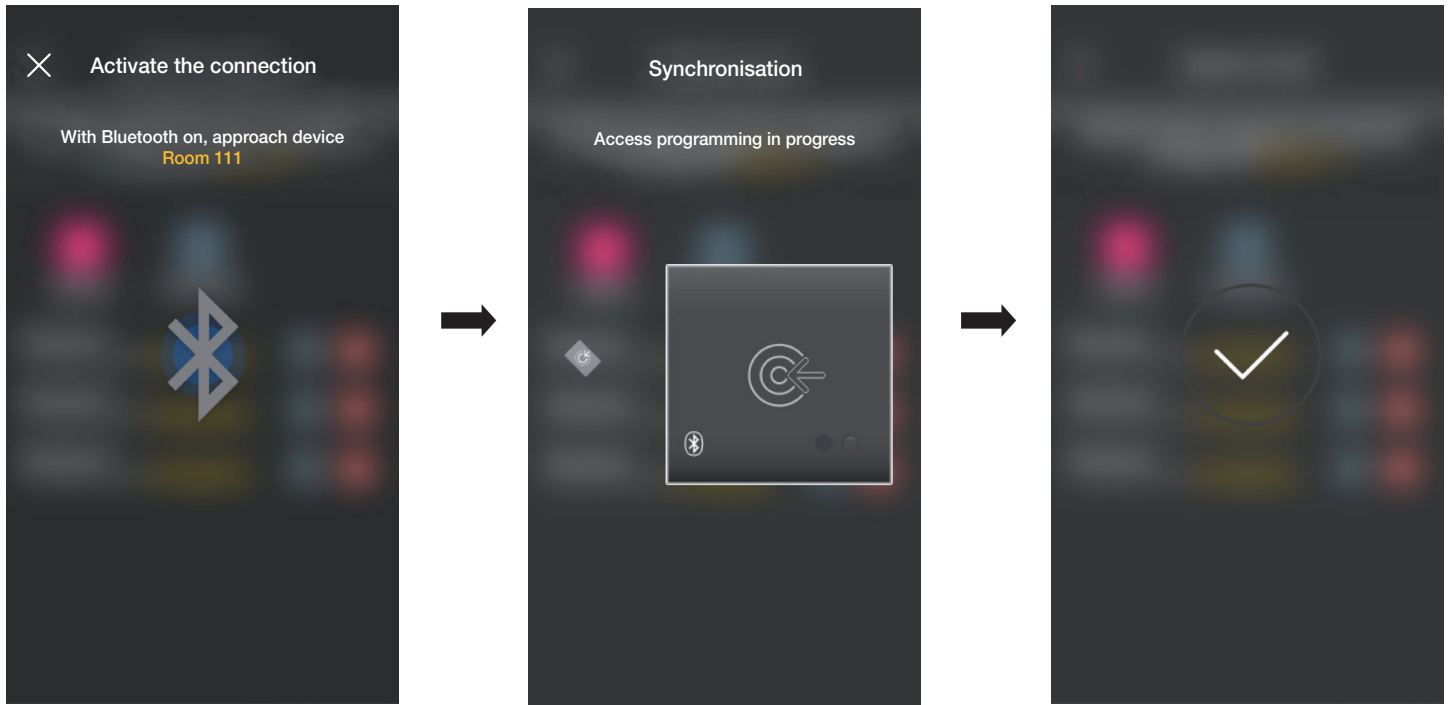 Activate the connection
With Bluetooth on, approach device
Room 111
Synchronisation
Access programming in progress